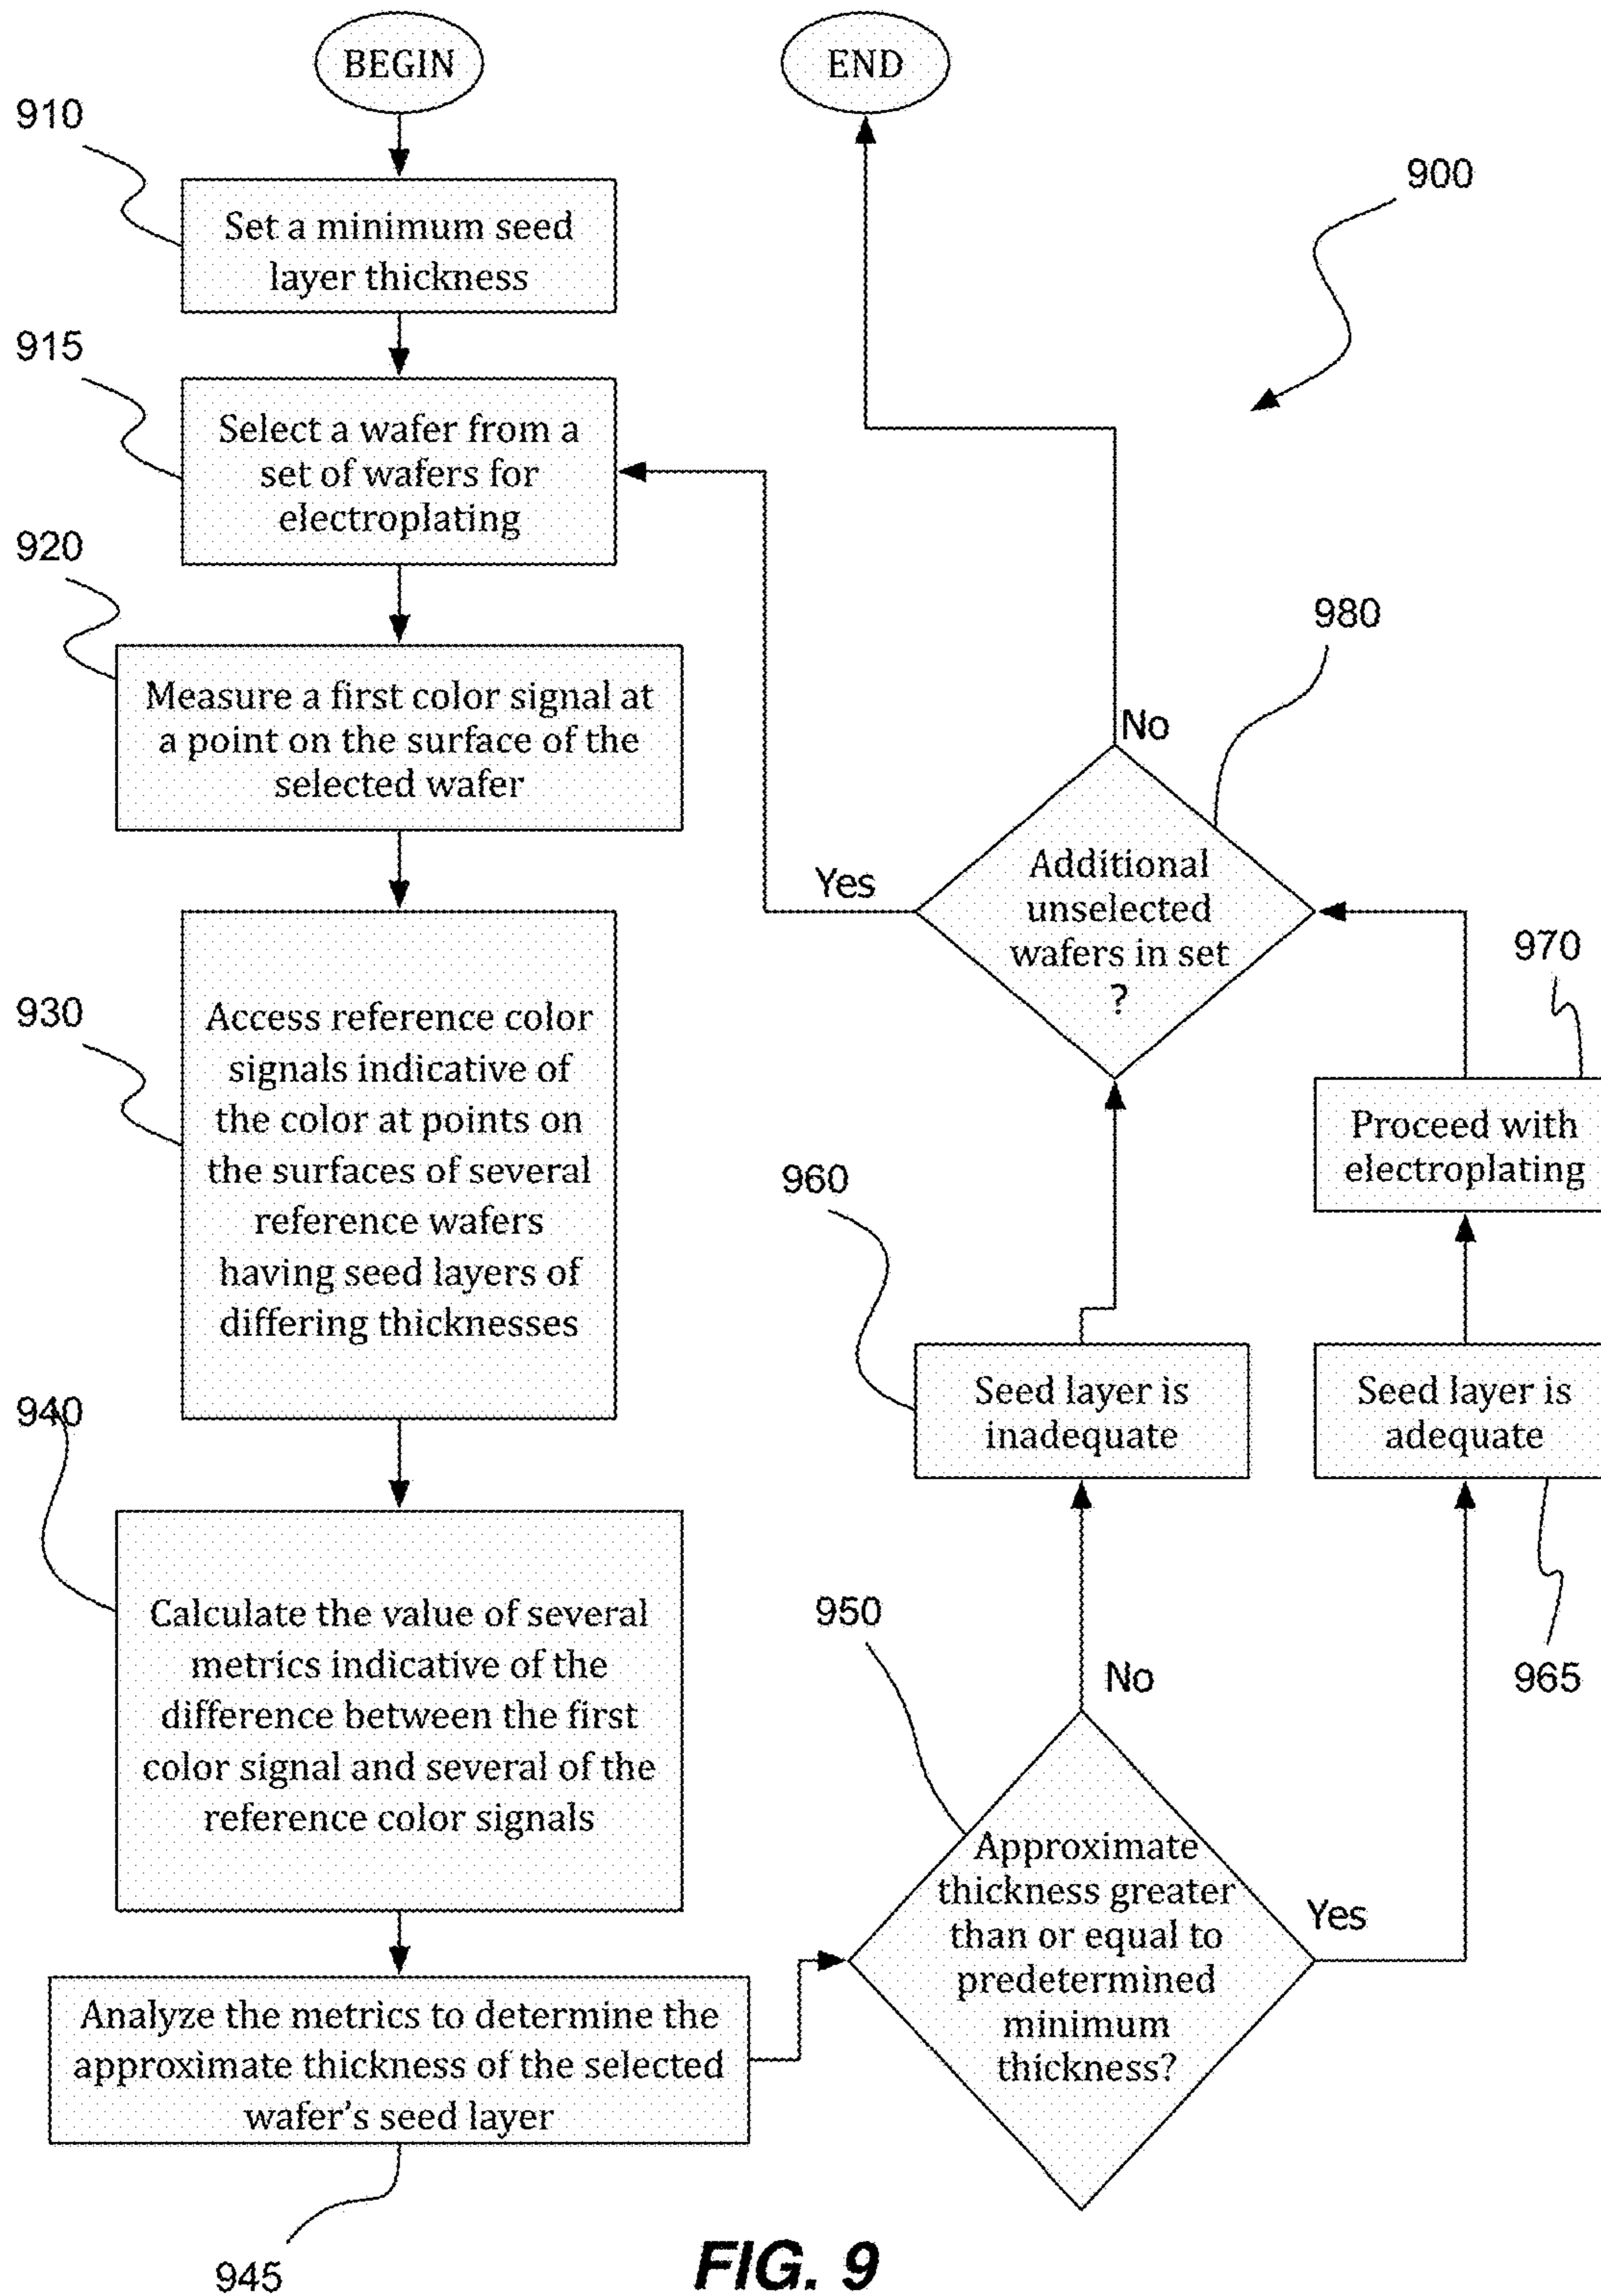 BEGIN
END
910
900
Set a minimum seed
layer thickness
915
Select a wafer from a
set of wafers for
electroplating
920
Measure a first color signal at
a point on the surface of the
selected wafer
930
Access reference color
signals indicative of
the color at points on
the surfaces of several
reference wafers
having seed layers of
differing thicknesses
940
Calculate the value of several
metrics indicative of the
difference between the first
color signal and several of the
reference color signals
Analyze the metrics to determine the
approximate thickness of the selected
wafer's seed layer
945
950
Approximate
thickness greater
than or equal to
predetermined
minimum
thickness?
No
Yes
960
Seed layer is
inadequate
Seed layer is
adequate
965
970
Proceed with
electroplating
980
Additional
unselected
wafers in set
?
Yes
No
FIG. 9